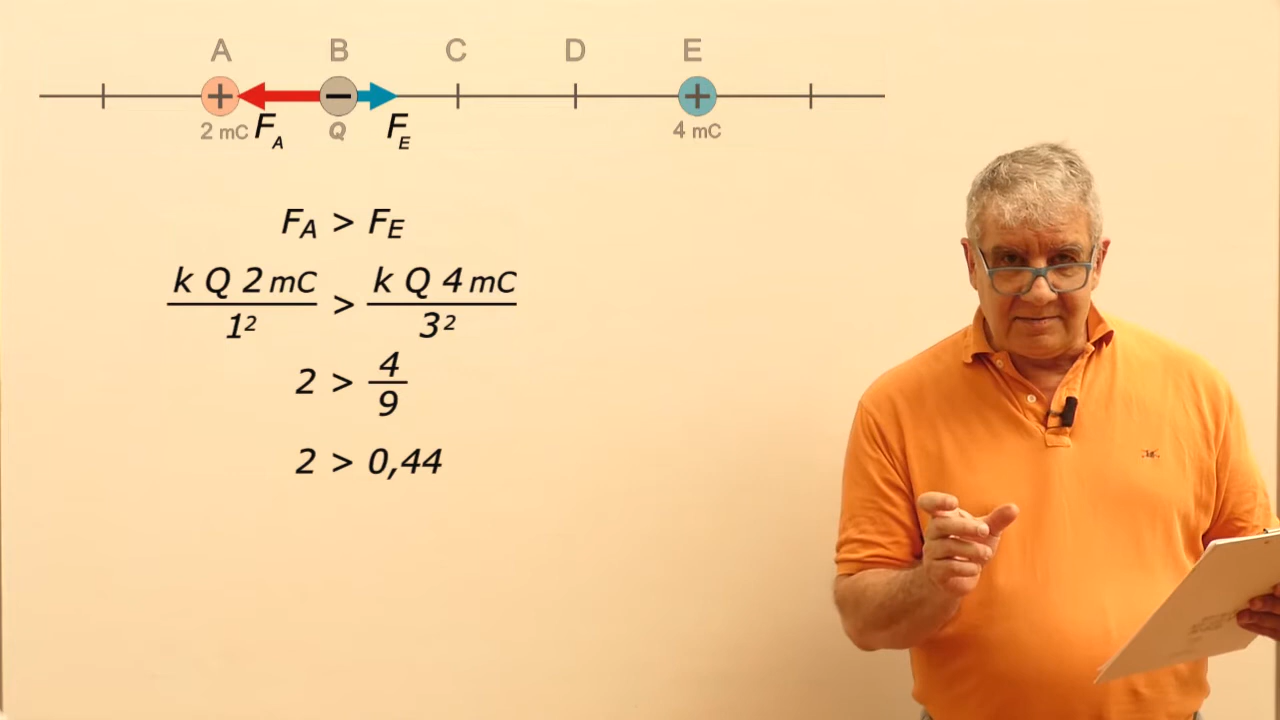 A B C D E
+ − +
2 mC F_A Q F_E 4 mC
F_A > F_E
k Q 2 mC / 1² > k Q 4 mC / 3²
2 > 4/9
2 > 0,44